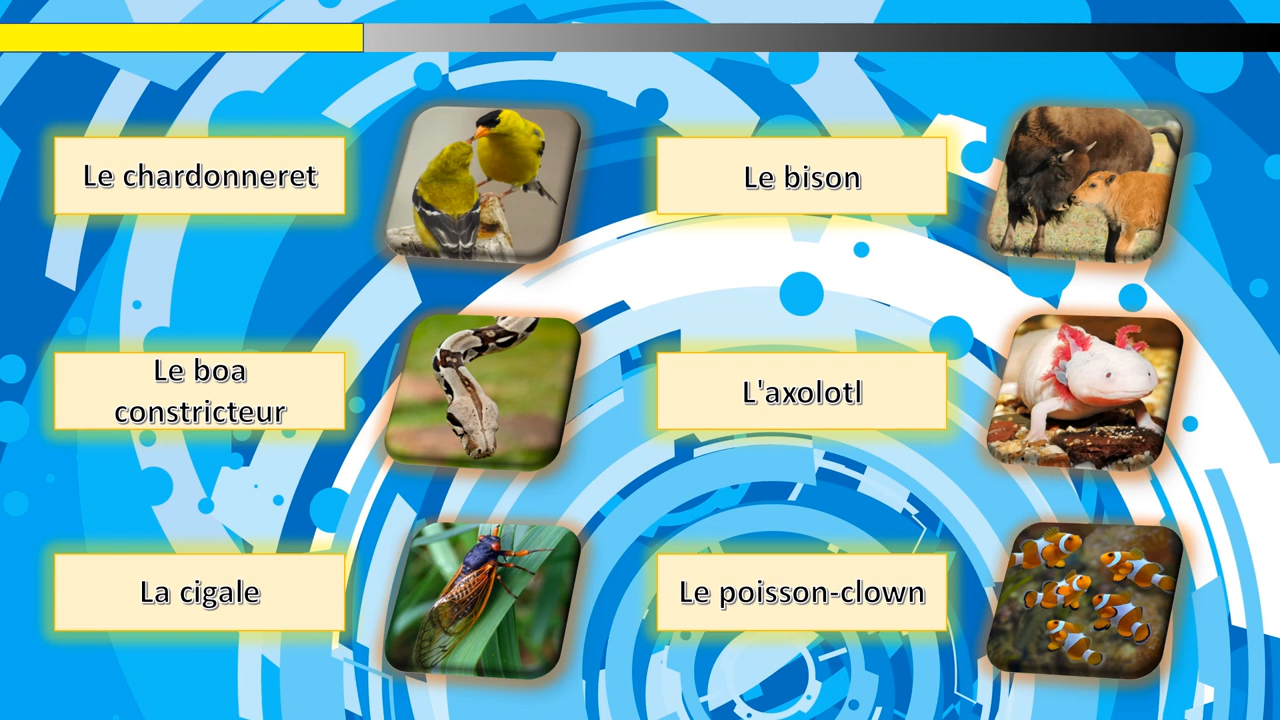 Le chardonneret
Le bison
Le boa
constricteur
L'axolotl
La cigale
Le poisson-clown